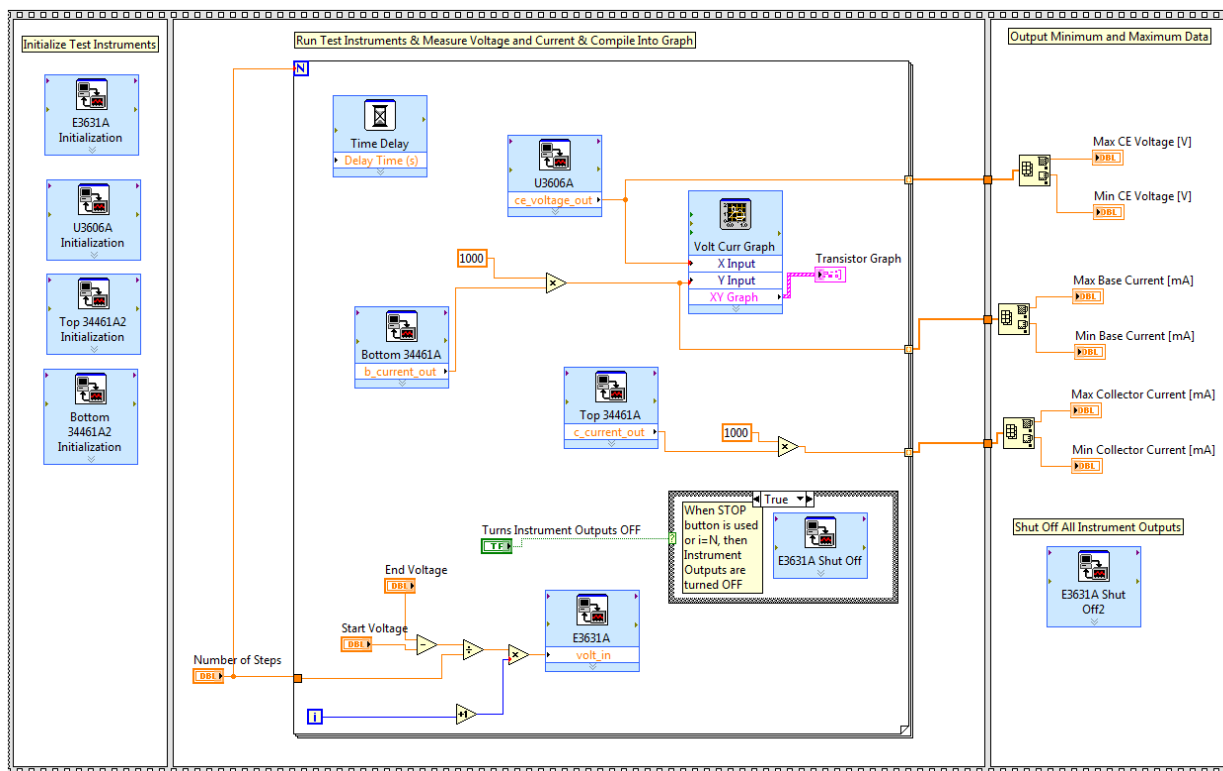 Initialize Test Instruments
E3631A
Initialization
U3606A
Initialization
Top 34461A2
Initialization
Bottom
34461A2
Initialization
Run Test Instruments & Measure Voltage and Current & Compile Into Graph
N
Time Delay
Delay Time (s)
U3606A
ce_voltage_out
Volt Curr Graph
X Input
Y Input
XY Graph
Transistor Graph
1000
×
Bottom 34461A
b_current_out
Top 34461A
c_current_out
1000
×
True
When STOP
button is used
or i=N, then
Instrument
Outputs are
turned OFF
?
E3631A Shut Off
Turns Instrument Outputs OFF
TF
End Voltage
DBL
Start Voltage
DBL
−
÷
×
E3631A
volt_in
Number of Steps
DBL
i
+1
Output Minimum and Maximum Data
Max CE Voltage [V]
DBL
Min CE Voltage [V]
DBL
Max Base Current [mA]
DBL
Min Base Current [mA]
DBL
Max Collector Current [mA]
DBL
Min Collector Current [mA]
DBL
Shut Off All Instrument Outputs
E3631A Shut
Off2